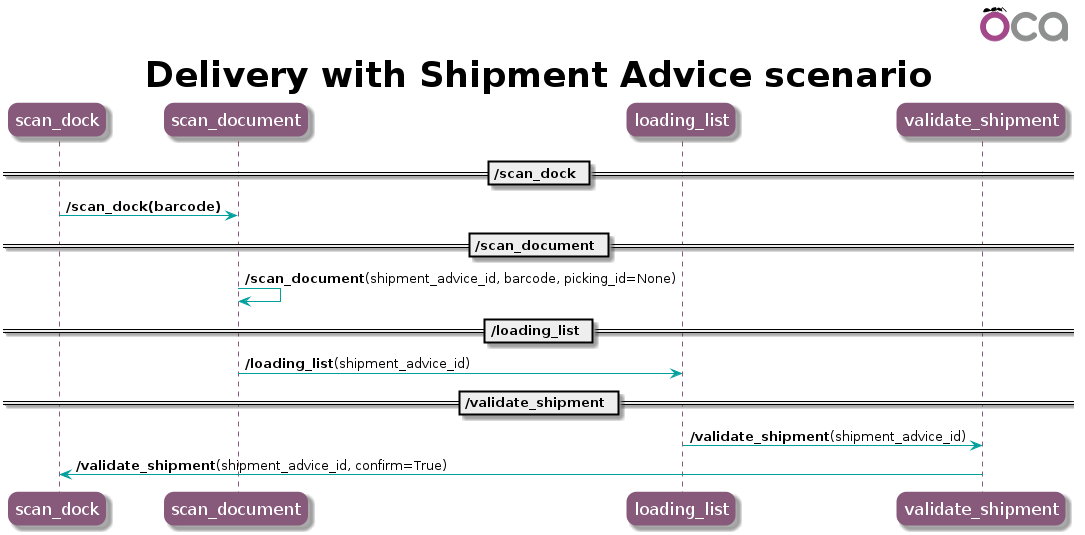 oca
Delivery with Shipment Advice scenario
scan_dock scan_document loading_list validate_shipment
/scan_dock
/scan_dock(barcode)
/scan_document
/scan_document(shipment_advice_id, barcode, picking_id=None)
/loading_list
/loading_list(shipment_advice_id)
/validate_shipment
/validate_shipment(shipment_advice_id)
/validate_shipment(shipment_advice_id, confirm=True)
scan_dock scan_document loading_list validate_shipment